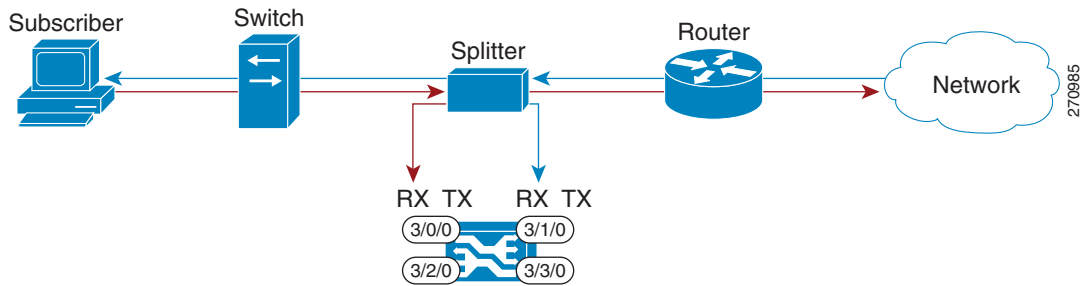 Subscriber
Switch
Splitter
Router
Network
270985
RX TX
RX TX
3/0/0
3/1/0
3/2/0
3/3/0